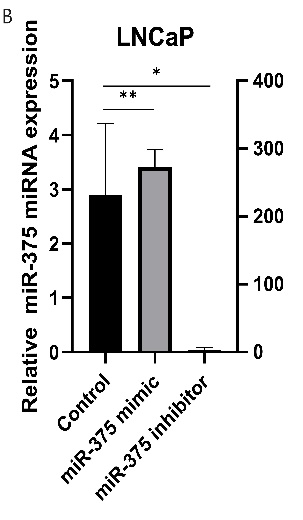 B
LNCaP
Relative miR-375 miRNA expression
5
4
3
2
1
0
400
300
200
100
0
*
**
Control
miR-375 mimic
miR-375 inhibitor